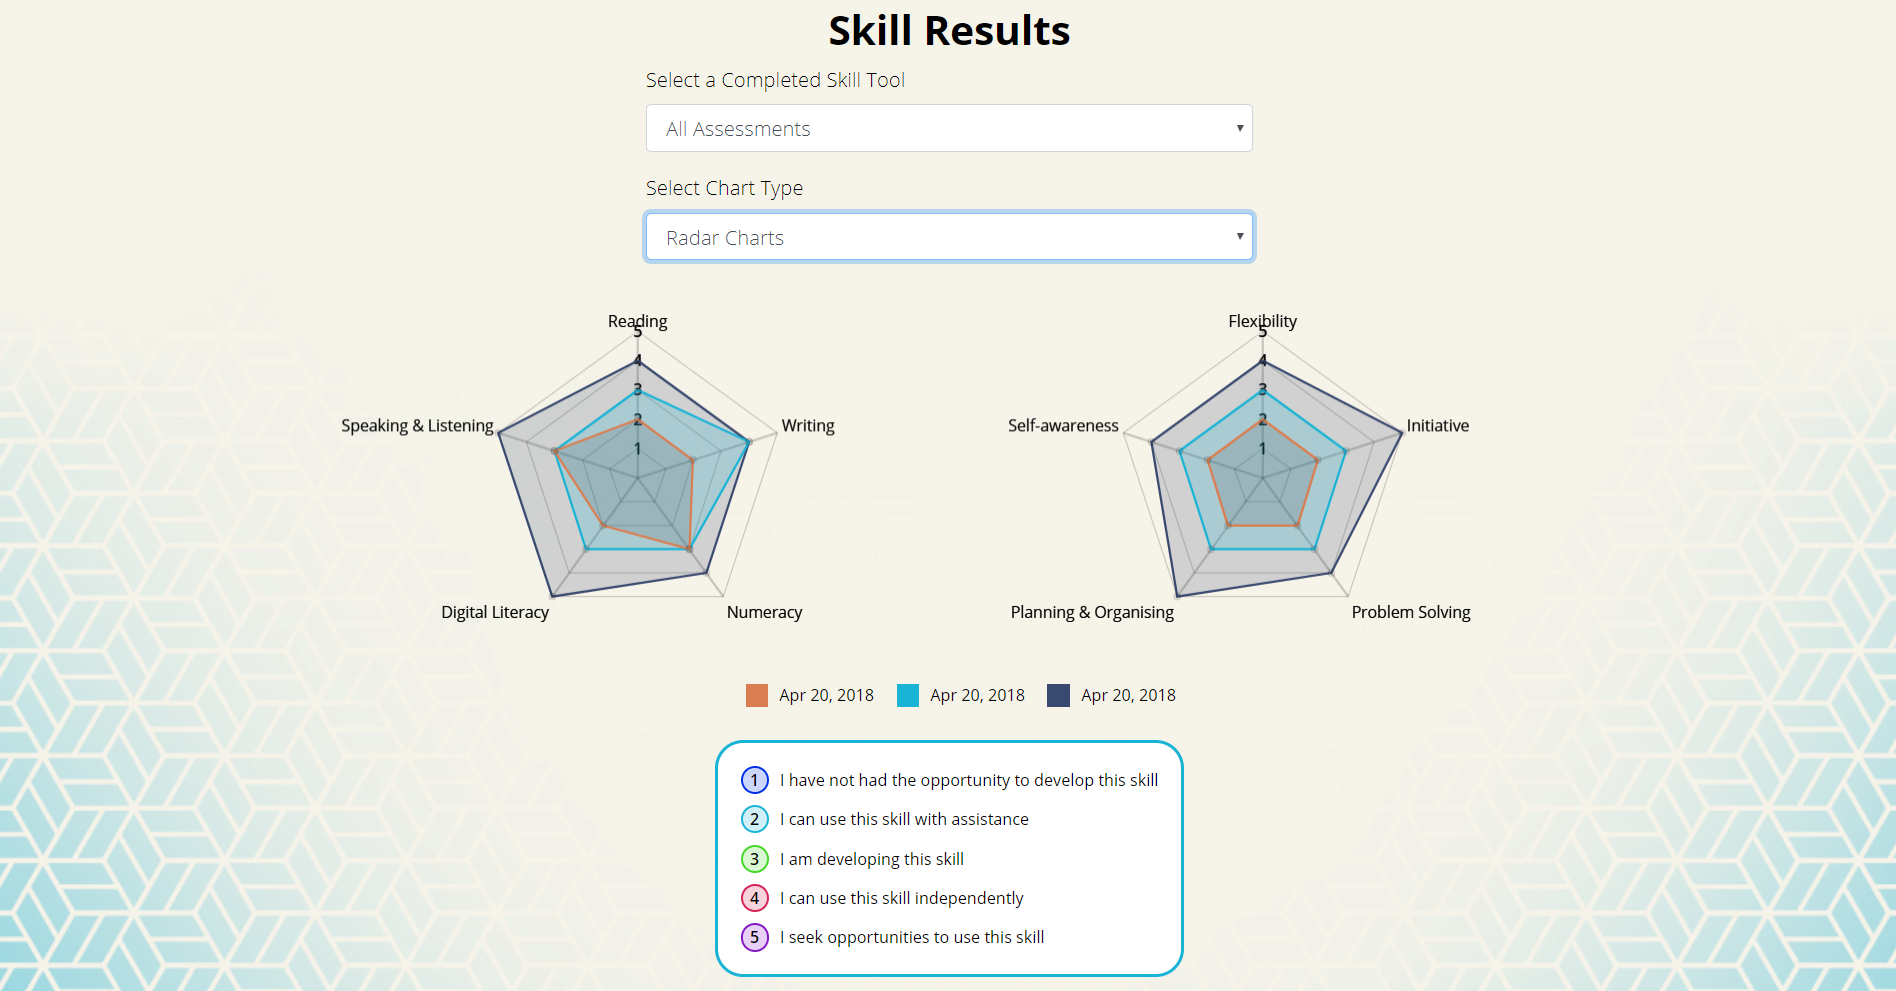 Skill Results
Select a Completed Skill Tool
All Assessments
Select Chart Type
Radar Charts
Reading
5
4
3
2
1
Speaking & Listening
Writing
Digital Literacy
Numeracy
Flexibility
5
4
3
2
1
Self-awareness
Initiative
Planning & Organising
Problem Solving
Apr 20, 2018 Apr 20, 2018 Apr 20, 2018
1 I have not had the opportunity to develop this skill
2 I can use this skill with assistance
3 I am developing this skill
4 I can use this skill independently
5 I seek opportunities to use this skill